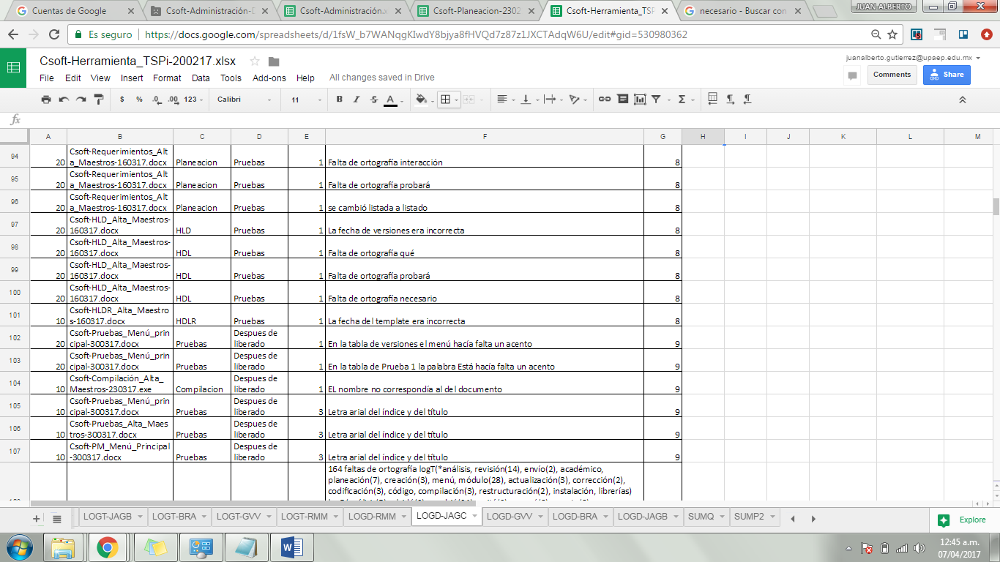 Cuentas de Google
Csoft-Administración-D
Csoft-Administración.x
Csoft-Planeacion-2302
Csoft-Herramienta_TSP
necesario - Buscar con
JUAN ALBERTO
Es seguro
https://docs.google.com/spreadsheets/d/1fsW_b7WANqgKIwdY8bjya8fHVQd7z87z1JXCTAdqW6U/edit#gid=530980362
Csoft-Herramienta_TSPi-200217.xlsx
juanalberto.gutierrez@upaep.edu.mx
File Edit View Insert Format Data Tools Add-ons Help All changes saved in Drive
Comments
Share
$ % .0 .00 123 Calibri 11 B I S A
fx
A B C D E F G H I J K L M
94 20 Csoft-Requerimientos_Alt
a_Maestros-160317.docx Planeacion Pruebas 1 Falta de ortografía interacción 8
95 20 Csoft-Requerimientos_Alt
a_Maestros-160317.docx Planeacion Pruebas 1 Falta de ortografía probará 8
96 20 Csoft-Requerimientos_Alt
a_Maestros-160317.docx Planeacion Pruebas 1 se cambió listada a listado 8
97 20 Csoft-HLD_Alta_Maestros-
160317.docx HLD Pruebas 1 La fecha de versiones era incorrecta 8
98 20 Csoft-HLD_Alta_Maestros-
160317.docx HDL Pruebas 1 Falta de ortografía qué 8
99 20 Csoft-HLD_Alta_Maestros-
160317.docx HDL Pruebas 1 Falta de ortografía probará 8
100 20 Csoft-HLD_Alta_Maestros-
160317.docx HDL Pruebas 1 Falta de ortografía necesario 8
101 10 Csoft-HLDR_Alta_Maestro
s-160317.docx HDLR Pruebas 1 La fecha del template era incorrecta 8
102 20 Csoft-Pruebas_Menú_prin
cipal-300317.docx Pruebas Despues de
liberado 1 En la tabla de versiones el menú hacía falta un acento 9
103 20 Csoft-Pruebas_Menú_prin
cipal-300317.docx Pruebas Despues de
liberado 1 En la tabla de Prueba 1 la palabra Está hacía falta un acento 9
104 10 Csoft-Compilación_Alta_
Maestros-230317.exe Compilacion Despues de
liberado 1 EL nombre no correspondía al del documento 9
105 10 Csoft-Pruebas_Menú_prin
cipal-300317.docx Pruebas Despues de
liberado 3 Letra arial del índice y del título 9
106 10 Csoft-Pruebas_Alta_Maes
tros-300317.docx Pruebas Despues de
liberado 3 Letra arial del índice y del título 9
107 10 Csoft-PM_Menú_Principal
-300317.docx Pruebas Despues de
liberado 3 Letra arial del índice y del título 9
164 faltas de ortografía logT(*análisis, revisión(14), envío(2), académico,
planeación(7), creación(3), menú, módulo(28), actualización(3), corrección(2),
codificación(3), código, compilación(3), restructuración(2), instalación, librerías)
LOGT-JAGB LOGT-BRA LOGT-GVV LOGT-RMM LOGD-RMM LOGD-JAGC LOGD-GVV LOGD-BRA LOGD-JAGB SUMQ SUMP2
Explore
12:45 a.m.
07/04/2017